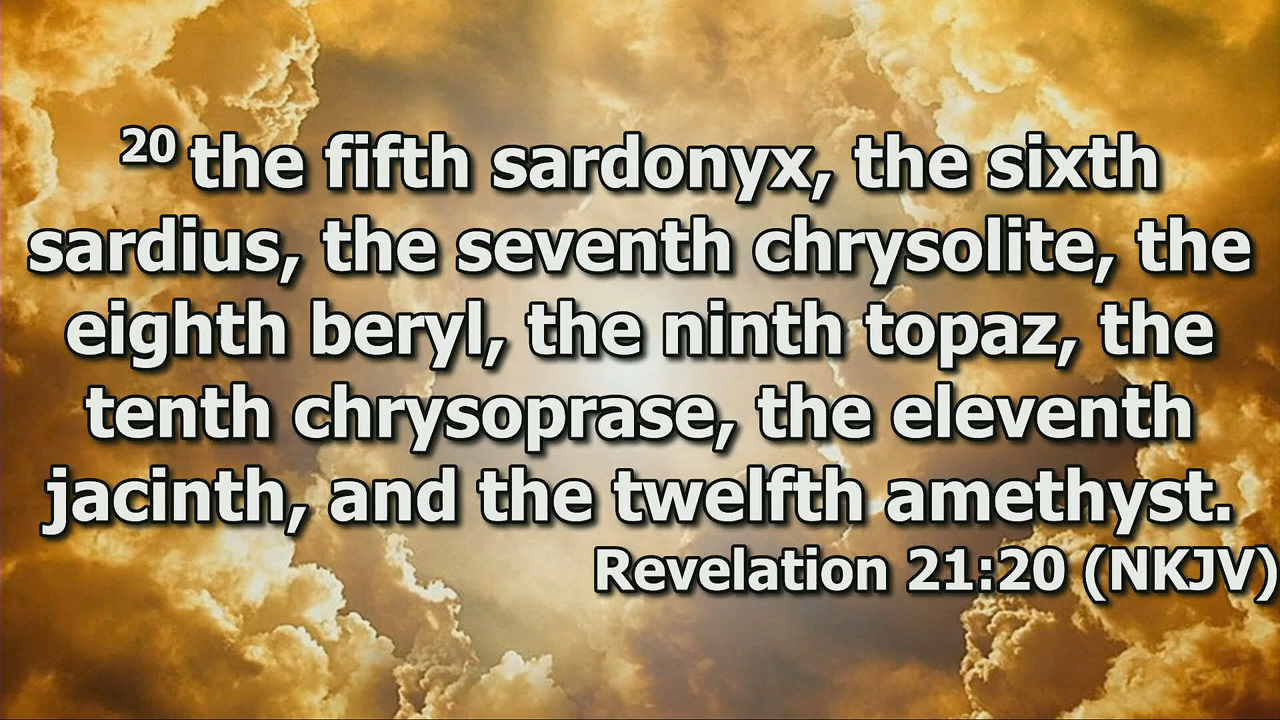 20 the fifth sardonyx, the sixth
sardius, the seventh chrysolite, the
eighth beryl, the ninth topaz, the
tenth chrysoprase, the eleventh
jacinth, and the twelfth amethyst.
Revelation 21:20 (NKJV)